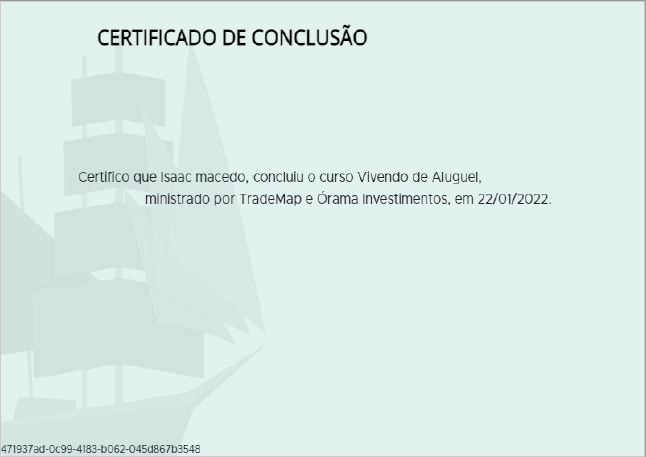 CERTIFICADO DE CONCLUSÃO
Certifico que Isaac macedo, concluiu o curso Vivendo de Aluguel,
ministrado por TradeMap e Órama Investimentos, em 22/01/2022.
471937ad-0c99-4183-b062-045d867b3548